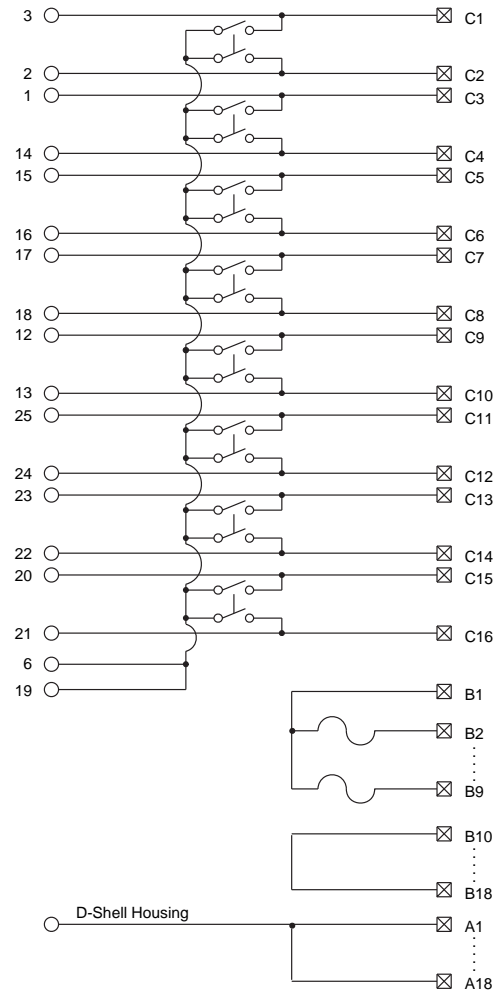 3 C1
2 C2
1 C3
14 C4
15 C5
16 C6
17 C7
18 C8
12 C9
13 C10
25 C11
24 C12
23 C13
22 C14
20 C15
21 C16
6
19
B1
B2
B9
B10
B18
D-Shell Housing A1
A18